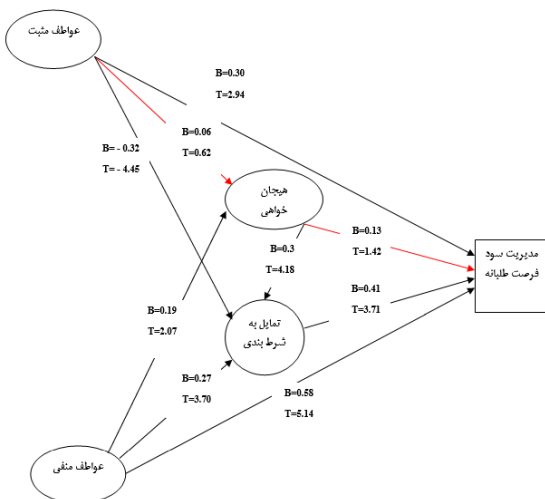 عواطف مثبت
B=0.30
T=2.94
B=0.06
T=0.62
B= - 0.32
T= - 4.45
هیجان
خواهی
B=0.13
T=1.42
B=0.3
T=4.18
مدیریت سود
فرصت طلبانه
B=0.41
T=3.71
B=0.19
T=2.07
تمایل به
شرط بندی
B=0.27
T=3.70
B=0.58
T=5.14
عواطف منفی